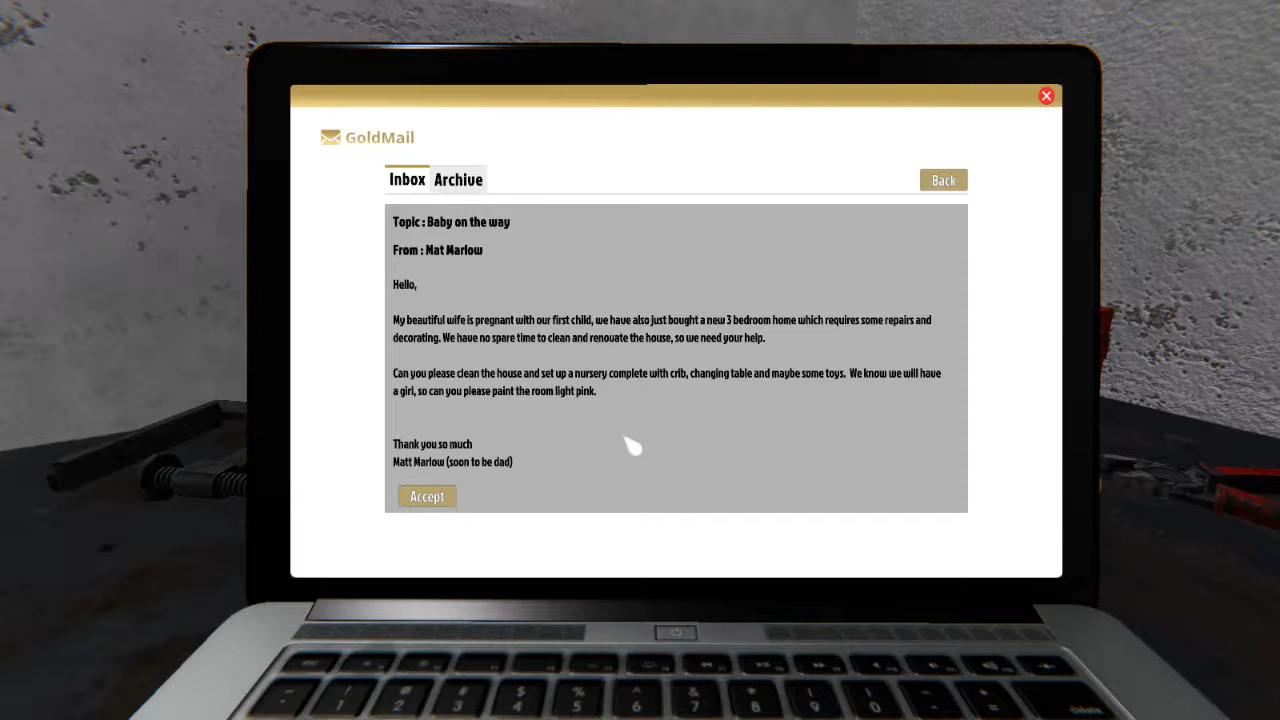 GoldMail
Inbox Archive
Back
Topic : Baby on the way
From : Mat Marlow
Hello,
My beautiful wife is pregnant with our first child, we have also just bought a new 3 bedroom home which requires some repairs and
decorating. We have no spare time to clean and renovate the house, so we need your help.
Can you please clean the house and set up a nursery complete with crib, changing table and maybe some toys. We know we will have
a girl, so can you please paint the room light pink.
Thank you so much
Matt Marlow (soon to be dad)
Accept